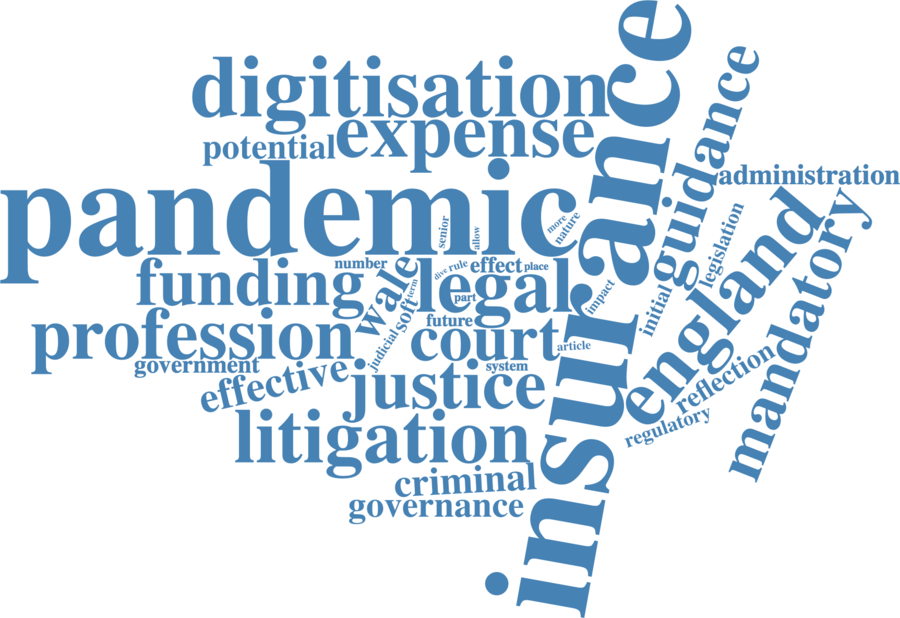 digitisation
expense
potential
pandemic
insurance
guidance
administration
legislation
england
mandatory
initial
reflection
regulatory
impact
more
nature
senior
allow
number
dive rule
effect
place
funding
wale
soft
term
legal
part
future
profession
judicial
court
article
government
system
effective
justice
litigation
criminal
governance